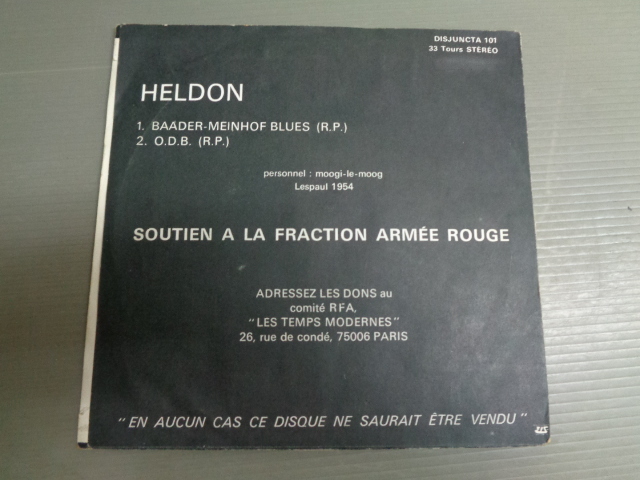 DISJUNCTA 101
33 Tours STÉRÉO
HELDON
1. BAADER-MEINHOF BLUES (R.P.)
2. O.D.B. (R.P.)
personnel : moogi-le-moog
Lespaul 1954
SOUTIEN A LA FRACTION ARMÉE ROUGE
ADRESSEZ LES DONS au
comité RFA,
"LES TEMPS MODERNES"
26, rue de condé, 75006 PARIS
"EN AUCUN CAS CE DISQUE NE SAURAIT ÊTRE VENDU"